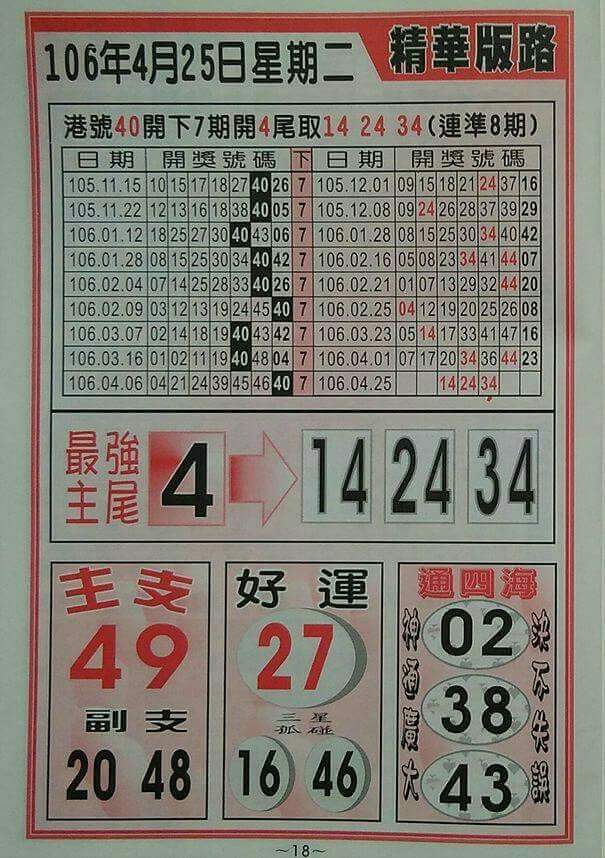 106年4月25日星期二
精華版路
港號40開下7期開4尾取14 24 34(連準8期)
日期 開獎號碼 下 日期 開獎號碼
105.11.15 10 15 17 18 27 40 26 7 105.12.01 09 15 18 21 24 37 16
105.11.22 12 13 16 18 38 40 05 7 105.12.08 09 24 26 28 37 39 29
106.01.12 18 25 27 30 40 43 06 7 106.01.28 08 15 25 30 34 40 42
106.01.28 08 15 25 30 34 40 42 7 106.02.16 05 08 23 34 41 44 07
106.02.04 07 14 25 28 33 40 26 7 106.02.21 01 07 13 29 32 44 20
106.02.09 03 12 13 19 24 45 40 7 106.02.25 04 12 19 20 25 26 08
106.03.07 02 14 18 19 40 43 42 7 106.03.23 05 14 17 33 41 47 16
106.03.16 01 02 11 19 40 48 04 7 106.04.01 07 17 20 34 36 44 23
106.04.06 04 21 24 39 45 46 40 7 106.04.25 14 24 34
最強
主尾
4
14 24 34
主支
49
副支
20 48
好運
27
三星
孤碰
16 46
通四海
神通廣大
02
38
43
決不失誤
~18~